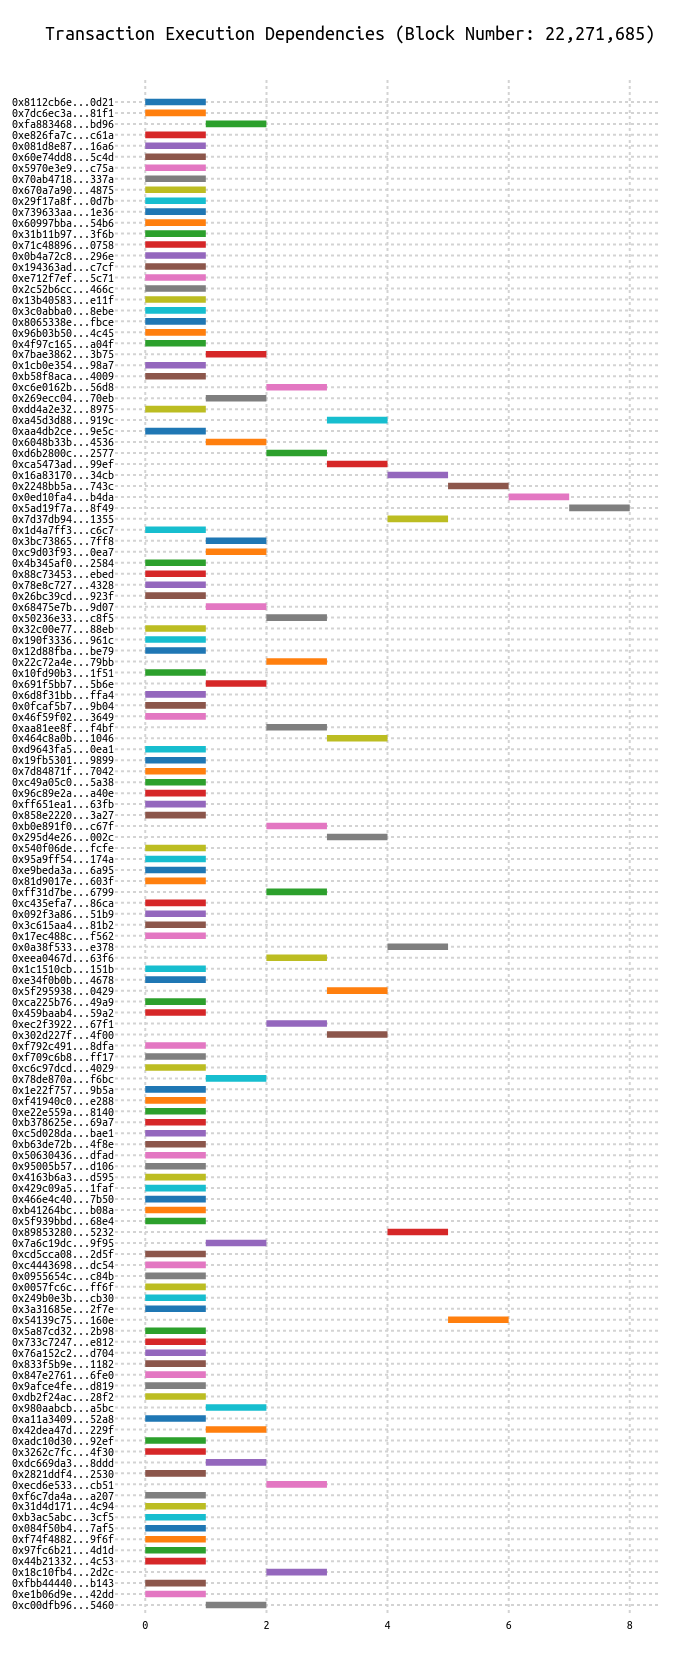 Transaction Execution Dependencies (Block Number: 22,271,685)
0x8112cb6e...0d21
0x7dc6ec3a...81f1
0xfa883468...bd96
0xe826fa7c...c61a
0x081d8e87...16a6
0x60e74dd8...5c4d
0x5970e3e9...c75a
0x70ab4718...337a
0x670a7a90...4875
0x29f17a8f...0d7b
0x739633aa...1e36
0x60997bba...54b6
0x31b11b97...3f6b
0x71c48896...0758
0x0b4a72c8...296e
0x194363ad...c7cf
0xe712f7ef...5c71
0x2c52b6cc...466c
0x13b40583...e11f
0x3c0abba0...8ebe
0x8065338e...fbce
0x96b03b50...4c45
0x4f97c165...a04f
0x7bae3862...3b75
0x1cb0e354...98a7
0xb58f8aca...4009
0xc6e0162b...56d8
0x269ecc04...70eb
0xdd4a2e32...8975
0xa45d3d88...919c
0xaa4db2ce...9e5c
0x6048b33b...4536
0xd6b2800c...2577
0xca5473ad...99ef
0x16a83170...34cb
0x2248bb5a...743c
0x0ed10fa4...b4da
0x5ad19f7a...8f49
0x7d37db94...1355
0x1d4a7ff3...c6c7
0x3bc73865...7ff8
0xc9d03f93...0ea7
0x4b345af0...2584
0x88c73453...ebed
0x78e8c727...4328
0x26bc39cd...923f
0x68475e7b...9d07
0x50236e33...c8f5
0x32c00e77...88eb
0x190f3336...961c
0x12d88fba...be79
0x22c72a4e...79bb
0x10fd90b3...1f51
0x691f5bb7...5b6e
0x6d8f31bb...ffa4
0x0fcaf5b7...9b04
0x46f59f02...3649
0xaa81ee8f...f4bf
0x464c8a0b...1046
0xd9643fa5...0ea1
0x19fb5301...9899
0x7d84871f...7042
0xc49a05c0...5a38
0x96c89e2a...a40e
0xff651ea1...63fb
0x858e2220...3a27
0xb0e891f0...c67f
0x295d4e26...002c
0x540f06de...fcfe
0x95a9ff54...174a
0xe9beda3a...6a95
0x81d9017e...603f
0xff31d7be...6799
0xc435efa7...86ca
0x092f3a86...51b9
0x3c615aa4...81b2
0x17ec488c...f562
0x0a38f533...e378
0xeea0467d...63f6
0x1c1510cb...151b
0xe34f0b0b...4678
0x5f295938...0429
0xca225b76...49a9
0x459baab4...59a2
0xec2f3922...67f1
0x302d227f...4f00
0xf792c491...8dfa
0xf709c6b8...ff17
0xc6c97dcd...4029
0x78de870a...f6bc
0x1e22f757...9b5a
0xf41940c0...e288
0xe22e559a...8140
0xb378625e...69a7
0xc5d028da...bae1
0xb63de72b...4f8e
0x50630436...dfad
0x95005b57...d106
0x4163b6a3...d595
0x429c09a5...1faf
0x466e4c40...7b50
0xb41264bc...b08a
0x5f939bbd...68e4
0x89853280...5232
0x7a6c19dc...9f95
0xcd5cca08...2d5f
0xc4443698...dc54
0x0955654c...c84b
0x0057fc6c...ff6f
0x249b0e3b...cb30
0x3a31685e...2f7e
0x54139c75...160e
0x5a87cd32...2b98
0x733c7247...e812
0x76a152c2...d704
0x833f5b9e...1182
0x847e2761...6fe0
0x9afce4fe...d819
0xdb2f24ac...28f2
0x980aabcb...a5bc
0xa11a3409...52a8
0x42dea47d...229f
0xadc10d30...92ef
0x3262c7fc...4f30
0xdc669da3...8ddd
0x2821ddf4...2530
0xecd6e533...cb51
0xf6c7da4a...a207
0x31d4d171...4c94
0xb3ac5abc...3cf5
0x084f50b4...7af5
0xf74f4882...9f6f
0x97fc6b21...4d1d
0x44b21332...4c53
0x18c10fb4...2d2c
0xfbb44440...b143
0xe1b06d9e...42dd
0xc00dfb96...5460
0 2 4 6 8